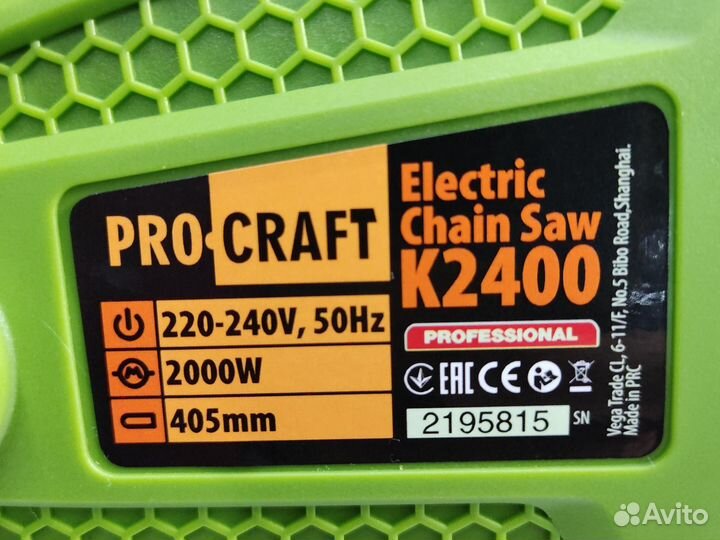 PRO·CRAFT
220-240V, 50Hz
2000W
405mm
Electric
Chain Saw
K2400
PROFESSIONAL
EAC CE
2195815 SN
Vega Trade CL, 6-11/F, No.5 Bibo Road,Shanghai.
Made in PRC
Avito